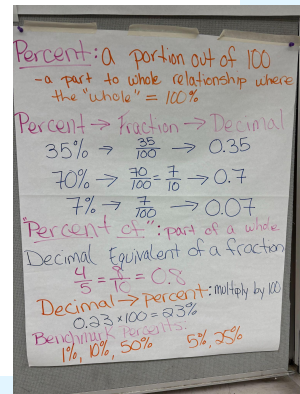 Percent: a portion out of 100
-a part to whole relationship where
the "whole" = 100%
Percent → Fraction → Decimal
35% → 35/100 → 0.35
70% → 70/100 = 7/10 → 0.7
7% → 7/100 → 0.07
"Percent of": part of a whole
Decimal Equivalent of a fraction
4/5 = 8/10 = 0.8
Decimal → percent: multiply by 100
0.23 × 100 = 23%
Benchmark Percents:
1%, 10%, 50% 5%, 25%